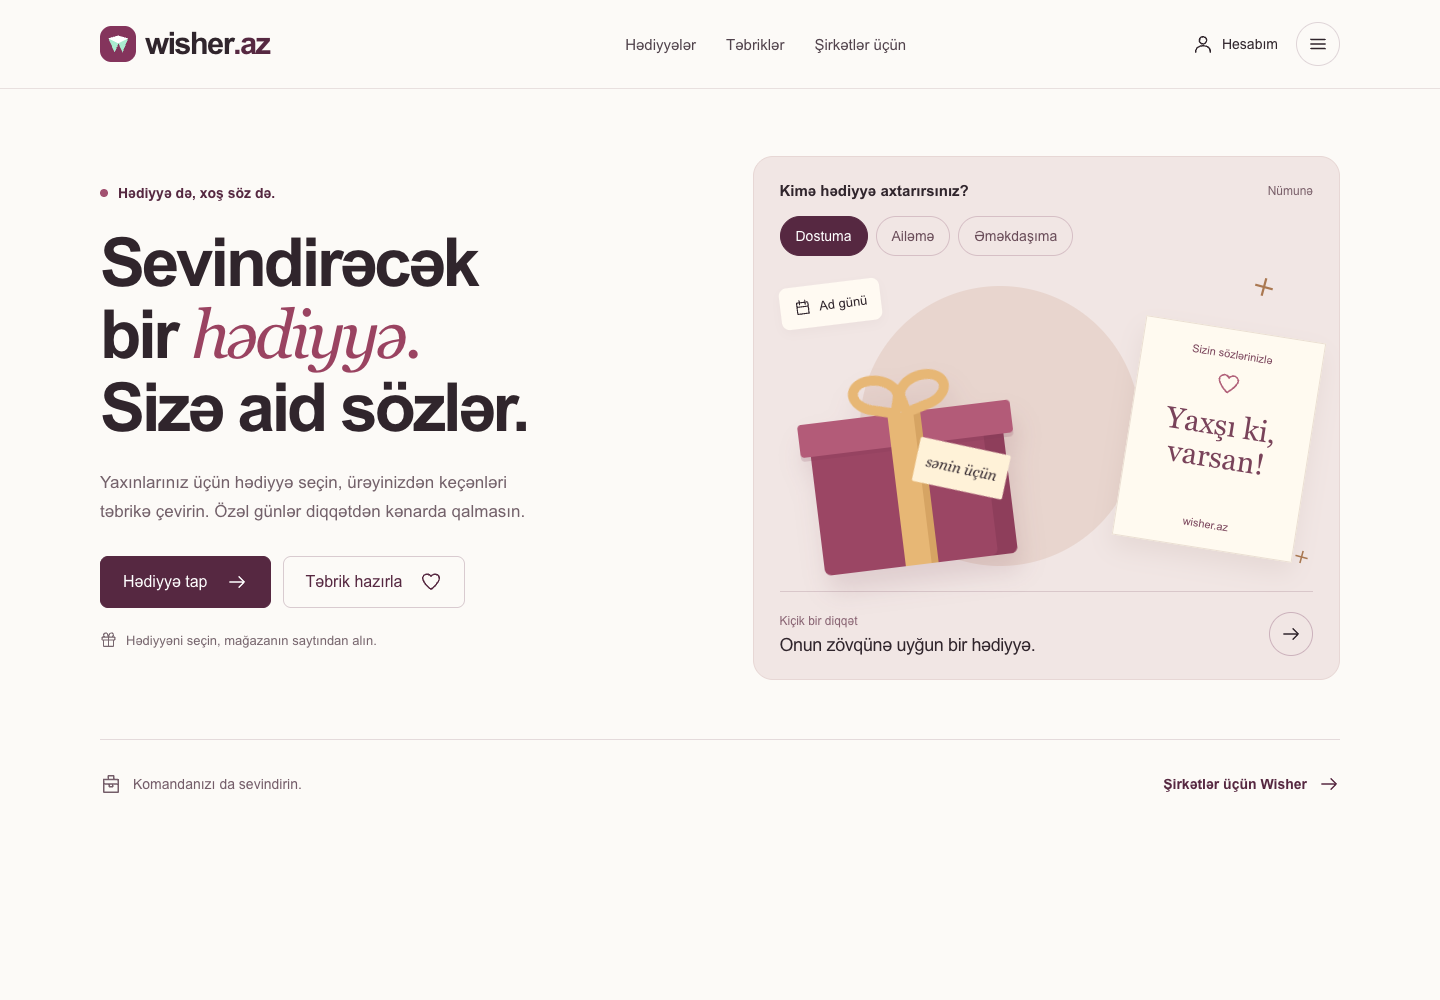 wisher.az
Hədiyyələr
Təbriklər
Şirkətlər üçün
Hesabım
Hədiyyə də, xoş söz də.
Sevindirəcək
bir hədiyyə.
Sizə aid sözlər.
Yaxınlarınız üçün hədiyyə seçin, ürəyinizdən keçənləri
təbrikə çevirin. Özəl günlər diqqətdən kənarda qalmasın.
Hədiyyə tap
Təbrik hazırla
Hədiyyəni seçin, mağazanın saytından alın.
Kimə hədiyyə axtarırsınız?
Nümunə
Dostuma
Ailəmə
Əməkdaşıma
Ad günü
sənin üçün
Sizin sözlərinizlə
Yaxşı ki,
varsan!
wisher.az
Kiçik bir diqqət
Onun zövqünə uyğun bir hədiyyə.
Komandanızı da sevindirin.
Şirkətlər üçün Wisher